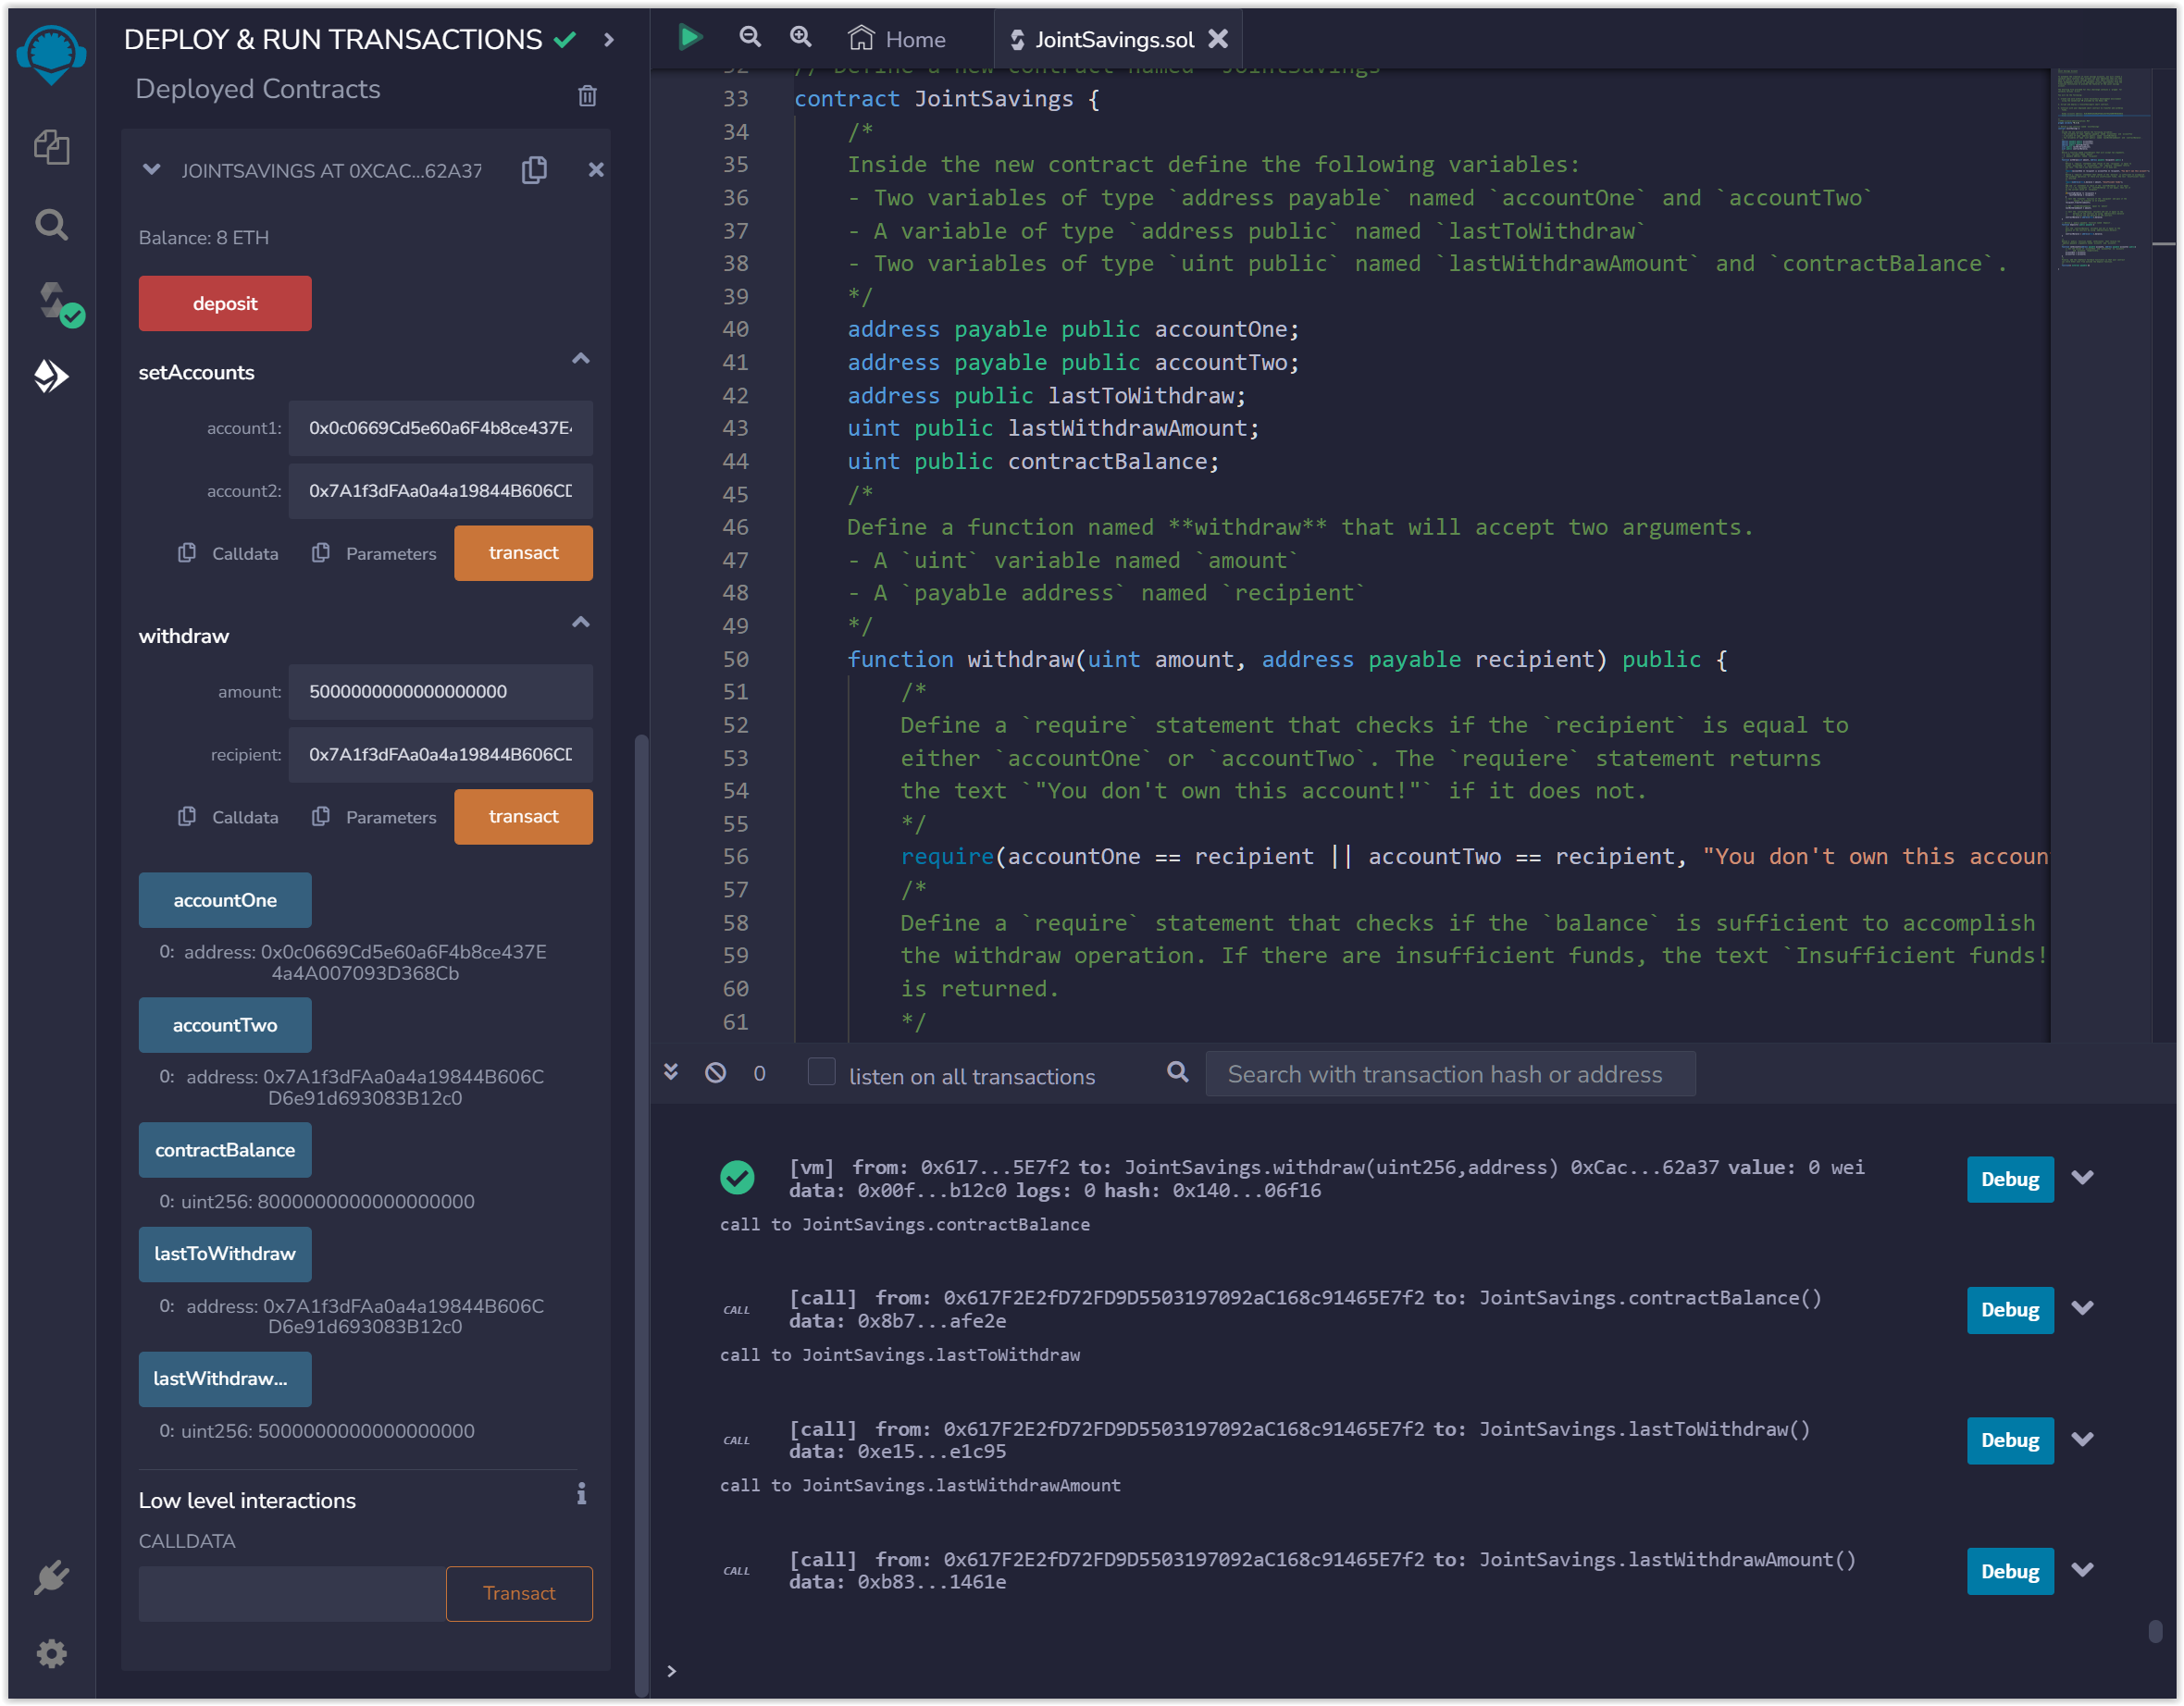 DEPLOY & RUN TRANSACTIONS
Deployed Contracts
JOINTSAVINGS AT 0XCAC...62A37
Balance: 8 ETH
deposit
setAccounts
account1: 0x0c0669Cd5e60a6F4b8ce437E
account2: 0x7A1f3dFAa0a4a19844B606C
Calldata Parameters transact
withdraw
amount: 5000000000000000000
recipient: 0x7A1f3dFAa0a4a19844B606C
Calldata Parameters transact
accountOne
0: address: 0x0c0669Cd5e60a6F4b8ce437E
4a4A007093D368Cb
accountTwo
0: address: 0x7A1f3dFAa0a4a19844B606C
D6e91d693083B12c0
contractBalance
0: uint256: 8000000000000000000
lastToWithdraw
0: address: 0x7A1f3dFAa0a4a19844B606C
D6e91d693083B12c0
lastWithdraw...
0: uint256: 5000000000000000000
Low level interactions
CALLDATA
Transact
Home JointSavings.sol
32 // Define a new contract named `JointSavings`
33 contract JointSavings {
34 /*
35 Inside the new contract define the following variables:
36 - Two variables of type `address payable` named `accountOne` and `accountTwo`
37 - A variable of type `address public` named `lastToWithdraw`
38 - Two variables of type `uint public` named `lastWithdrawAmount` and `contractBalance`.
39 */
40 address payable public accountOne;
41 address payable public accountTwo;
42 address public lastToWithdraw;
43 uint public lastWithdrawAmount;
44 uint public contractBalance;
45 /*
46 Define a function named **withdraw** that will accept two arguments.
47 - A `uint` variable named `amount`
48 - A `payable address` named `recipient`
49 */
50 function withdraw(uint amount, address payable recipient) public {
51 /*
52 Define a `require` statement that checks if the `recipient` is equal to
53 either `accountOne` or `accountTwo`. The `requiere` statement returns
54 the text `"You don't own this account!"` if it does not.
55 */
56 require(accountOne == recipient || accountTwo == recipient, "You don't own this accoun
57 /*
58 Define a `require` statement that checks if the `balance` is sufficient to accomplish
59 the withdraw operation. If there are insufficient funds, the text `Insufficient funds!
60 is returned.
61 */
0 listen on all transactions Search with transaction hash or address
[vm] from: 0x617...5E7f2 to: JointSavings.withdraw(uint256,address) 0xCac...62a37 value: 0 wei
data: 0x00f...b12c0 logs: 0 hash: 0x140...06f16
Debug
call to JointSavings.contractBalance
CALL [call] from: 0x617F2E2fD72FD9D5503197092aC168c91465E7f2 to: JointSavings.contractBalance()
data: 0x8b7...afe2e
Debug
call to JointSavings.lastToWithdraw
CALL [call] from: 0x617F2E2fD72FD9D5503197092aC168c91465E7f2 to: JointSavings.lastToWithdraw()
data: 0xe15...e1c95
Debug
call to JointSavings.lastWithdrawAmount
CALL [call] from: 0x617F2E2fD72FD9D5503197092aC168c91465E7f2 to: JointSavings.lastWithdrawAmount()
data: 0xb83...1461e
Debug
>